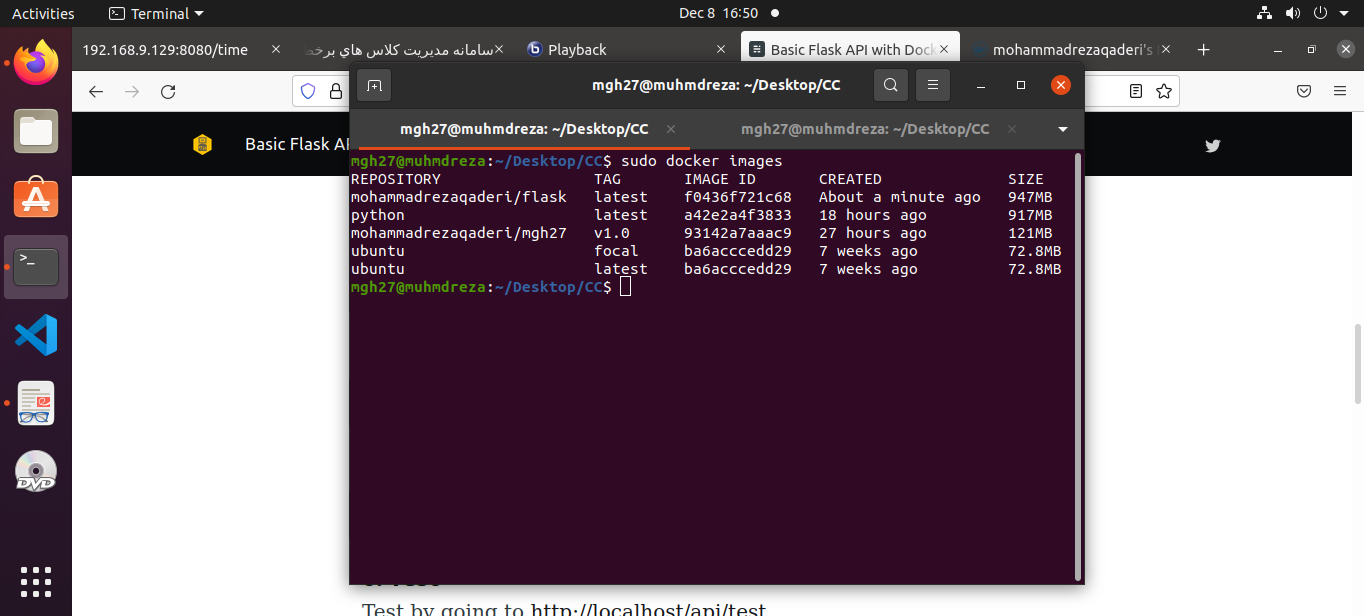 Activities Terminal Dec 8 16:50
192.168.9.129:8080/time سامانه مدیریت کلاس هاي برخط Playback Basic Flask API with Dock mohammadrezaqaderi's
mgh27@muhmdreza: ~/Desktop/CC
mgh27@muhmdreza: ~/Desktop/CC mgh27@muhmdreza: ~/Desktop/CC
Basic Flask AP
mgh27@muhmdreza:~/Desktop/CC$ sudo docker images
REPOSITORY TAG IMAGE ID CREATED SIZE
mohammadrezaqaderi/flask latest f0436f721c68 About a minute ago 947MB
python latest a42e2a4f3833 18 hours ago 917MB
mohammadrezaqaderi/mgh27 v1.0 93142a7aaac9 27 hours ago 121MB
ubuntu focal ba6acccedd29 7 weeks ago 72.8MB
ubuntu latest ba6acccedd29 7 weeks ago 72.8MB
mgh27@muhmdreza:~/Desktop/CC$
DVD
Test by going to http://localhost/api/test